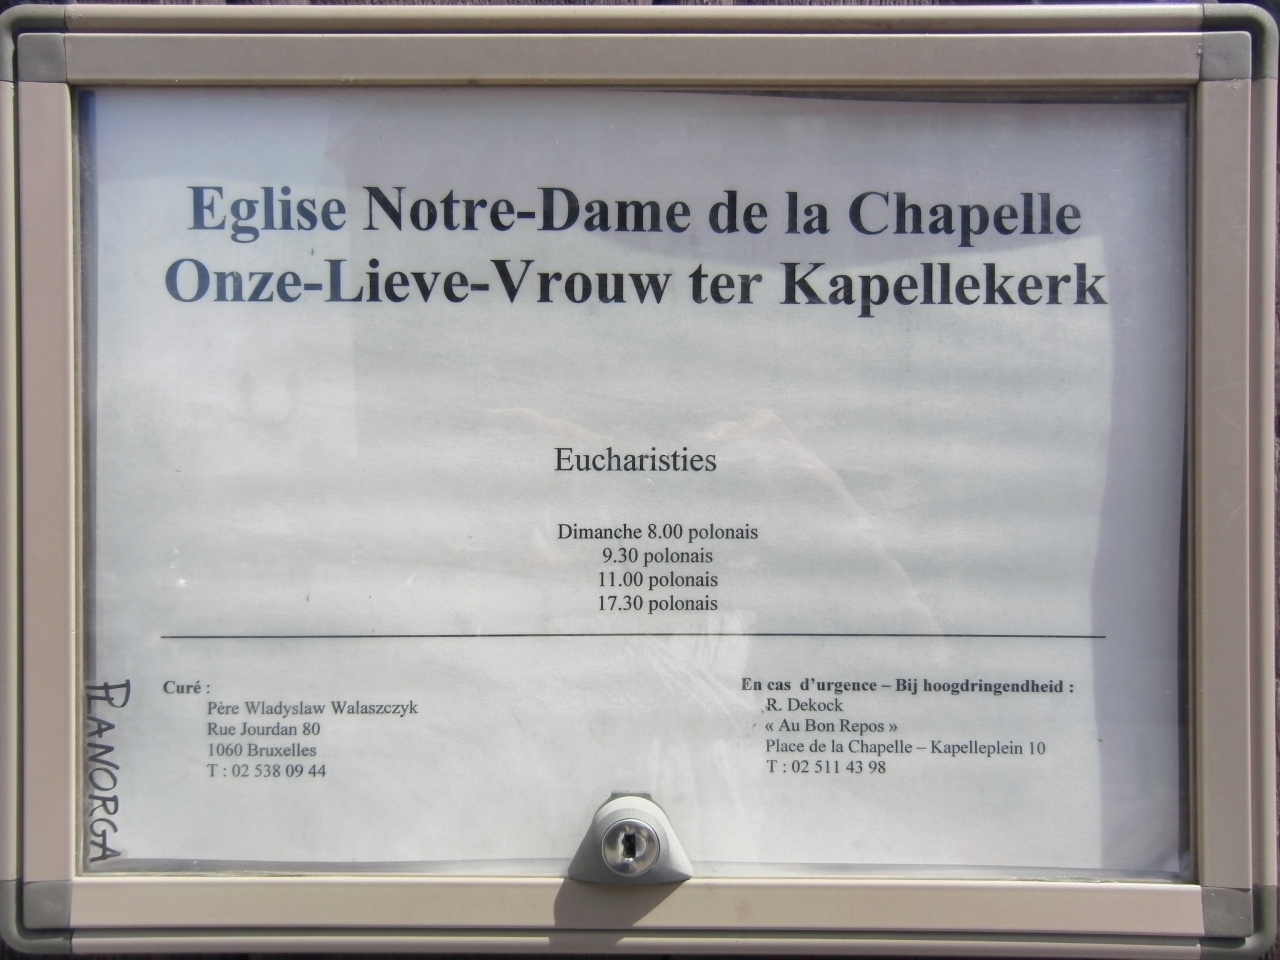 Eglise Notre-Dame de la Chapelle
Onze-Lieve-Vrouw ter Kapellekerk
Eucharisties
Dimanche 8.00 polonais
9.30 polonais
11.00 polonais
17.30 polonais
Curé :
Père Wladyslaw Walaszczyk
Rue Jourdan 80
1060 Bruxelles
T : 02 538 09 44
En cas d’urgence – Bij hoogdringendheid :
R. Dekock
« Au Bon Repos »
Place de la Chapelle – Kapelleplein 10
T : 02 511 43 98
PLANORGA